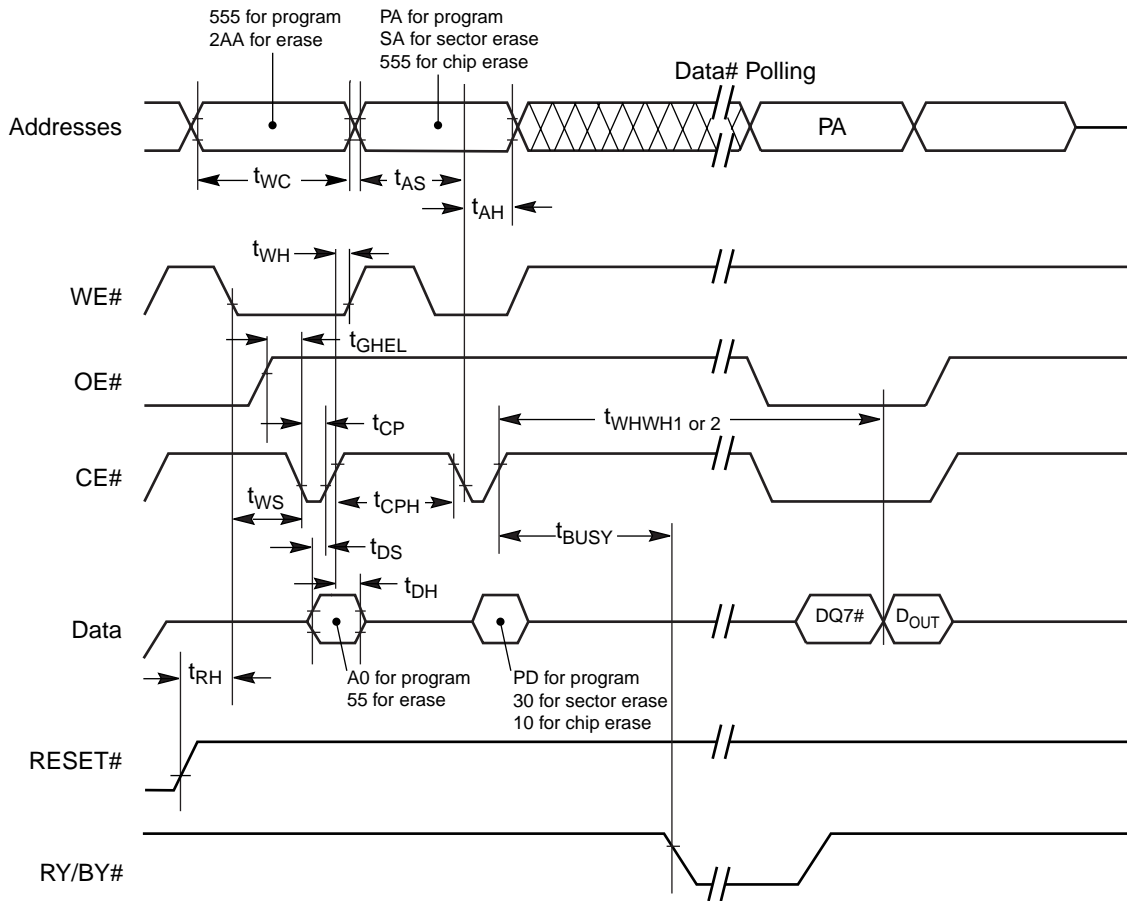 555 for program
2AA for erase
PA for program
SA for sector erase
555 for chip erase
Data# Polling
Addresses
PA
tWC
tAS
tAH
tWH
WE#
tGHEL
OE#
tWHWH1 or 2
tCP
CE#
tWS
tCPH
tBUSY
tDS
tDH
Data
DQ7#
DOUT
tRH
A0 for program
55 for erase
PD for program
30 for sector erase
10 for chip erase
RESET#
RY/BY#